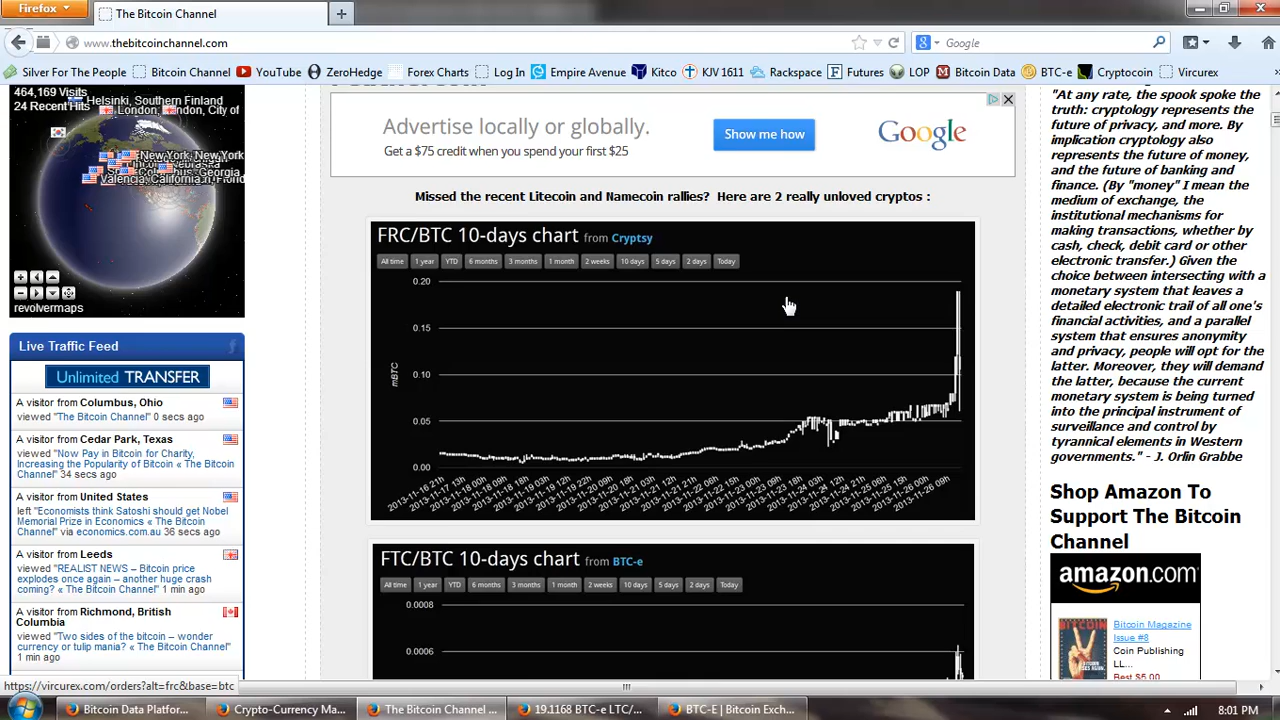 Firefox
The Bitcoin Channel
www.thebitcoinchannel.com
Google
Silver For The People
Bitcoin Channel
YouTube
ZeroHedge
Forex Charts
Log In
Empire Avenue
Kitco
KJV 1611
Rackspace
Futures
LOP
Bitcoin Data
BTC-e
Cryptocoin
Vircurex
464,169 Visits
24 Recent Hits
Helsinki, Southern Finland
London, City of
New York, New York
Columbus, Georgia
Valencia, California
revolvermaps
Live Traffic Feed
Unlimited TRANSFER
A visitor from Columbus, Ohio
viewed "The Bitcoin Channel" 0 secs ago
A visitor from Cedar Park, Texas
viewed "Now Pay in Bitcoin for Charity,
Increasing the Popularity of Bitcoin « The Bitcoin
Channel" 34 secs ago
A visitor from United States
left "Economists think Satoshi should get Nobel
Memorial Prize in Economics « The Bitcoin
Channel" via economics.com.au 36 secs ago
A visitor from Leeds
viewed "REALIST NEWS – Bitcoin price
explodes once again – another huge crash
coming? « The Bitcoin Channel" 1 min ago
A visitor from Richmond, British
Columbia
viewed "Two sides of the bitcoin – wonder
currency or tulip mania? « The Bitcoin Channel"
1 min ago
https://vircurex.com/orders?alt=frc&base=btc
Advertise locally or globally.
Get a $75 credit when you spend your first $25
Show me how
Google
Missed the recent Litecoin and Namecoin rallies? Here are 2 really unloved cryptos :
FRC/BTC 10-days chart from Cryptsy
All time 1 year YTD 6 months 3 months 1 month 2 weeks 10 days 5 days 2 days Today
0.20
0.15
0.10
0.05
0.00
mBTC
FTC/BTC 10-days chart from BTC-e
All time 1 year YTD 6 months 3 months 1 month 2 weeks 10 days 5 days 2 days Today
0.0008
0.0006
"At any rate, the spook spoke the
truth: cryptology represents the
future of privacy, and more. By
implication cryptology also
represents the future of money,
and the future of banking and
finance. (By "money" I mean the
medium of exchange, the
institutional mechanisms for
making transactions, whether by
cash, check, debit card or other
electronic transfer.) Given the
choice between intersecting with a
monetary system that leaves a
detailed electronic trail of all one's
financial activities, and a parallel
system that ensures anonymity
and privacy, people will opt for the
latter. Moreover, they will demand
the latter, because the current
monetary system is being turned
into the principal instrument of
surveillance and control by
tyrannical elements in Western
governments." - J. Orlin Grabbe
Shop Amazon To
Support The Bitcoin
Channel
amazon.com
Bitcoin Magazine
Issue #8
Coin Publishing
LL...
Best $5.00
Bitcoin Data Platfor...
Crypto-Currency Ma...
The Bitcoin Channel ...
19.1168 BTC-e LTC/...
BTC-E | Bitcoin Exch...
8:01 PM